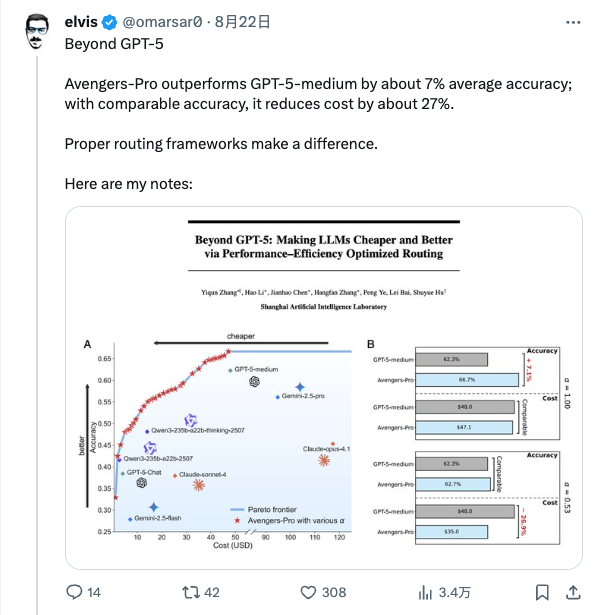 elvis @omarsar0 · 8月22日
Beyond GPT-5
Avengers-Pro outperforms GPT-5-medium by about 7% average accuracy;
with comparable accuracy, it reduces cost by about 27%.
Proper routing frameworks make a difference.
Here are my notes:
Beyond GPT-5: Making LLMs Cheaper and Better
via Performance–Efficiency Optimized Routing
Yiqun Zhang*†, Hao Li*, Jianhao Chen*, Hangfan Zhang*, Peng Ye, Lei Bai, Shuyue Hu†
Shanghai Artificial Intelligence Laboratory
A
cheaper
better
Accuracy
0.65
0.60
0.55
0.50
0.45
0.40
0.35
0.30
0.25
GPT-5-medium
Gemini-2.5-pro
Qwen3-235b-a22b-thinking-2507
Claude-opus-4.1
Qwen3-235b-a22b-2507
GPT-5-Chat
Claude-sonnet-4
Gemini-2.5-flash
Pareto frontier
Avengers-Pro with various α
10 20 30 40 50 90 100 110 120
Cost (USD)
B
Accuracy
GPT-5-medium 62.3%
Avengers-Pro 66.7%
+ 7.1%
Cost
GPT-5-medium $48.0
Avengers-Pro $47.1
Comparable
α = 1.00
Accuracy
GPT-5-medium 62.3%
Avengers-Pro 62.7%
Comparable
Cost
GPT-5-medium $48.0
Avengers-Pro $35.0
− 26.9%
α = 0.53
14 42 308 3.4万